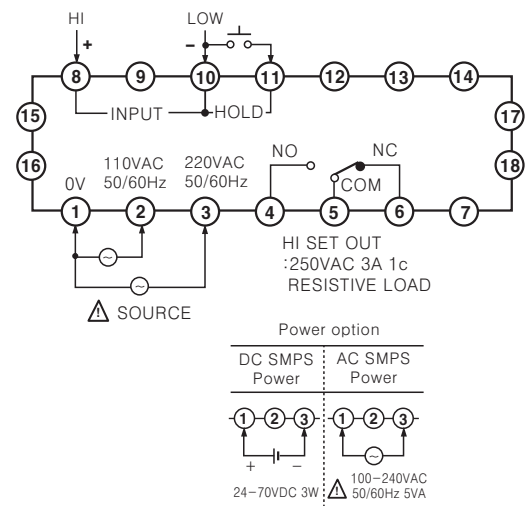 HI
LOW
+
−
8 9 10 11 12 13 14
INPUT
HOLD
15
17
16
18
0V
110VAC
50/60Hz
220VAC
50/60Hz
NO
NC
COM
1 2 3 4 5 6 7
HI SET OUT
:250VAC 3A 1c
RESISTIVE LOAD
SOURCE
Power option
DC SMPS
Power
AC SMPS
Power
1 2 3
1 2 3
+ −
24−70VDC 3W
100−240VAC
50/60Hz 5VA